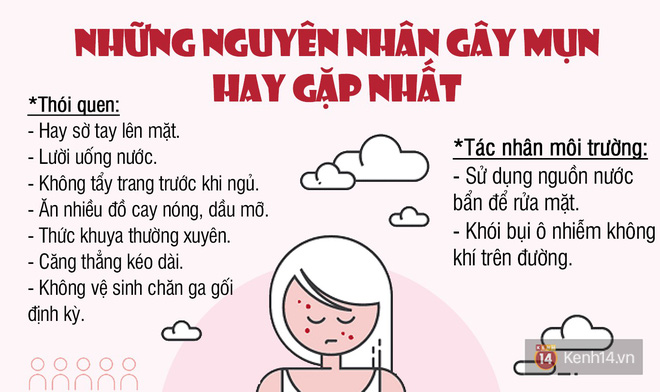 NHỮNG NGUYÊN NHÂN GÂY MỤN
HAY GẶP NHẤT
*Thói quen:
- Hay sờ tay lên mặt.
- Lười uống nước.
- Không tẩy trang trước khi ngủ.
- Ăn nhiều đồ cay nóng, dầu mỡ.
- Thức khuya thường xuyên.
- Căng thẳng kéo dài.
- Không vệ sinh chăn ga gối
định kỳ.
*Tác nhân môi trường:
- Sử dụng nguồn nước
bẩn để rửa mặt.
- Khói bụi ô nhiễm không
khí trên đường.
14 Kenh14.vn